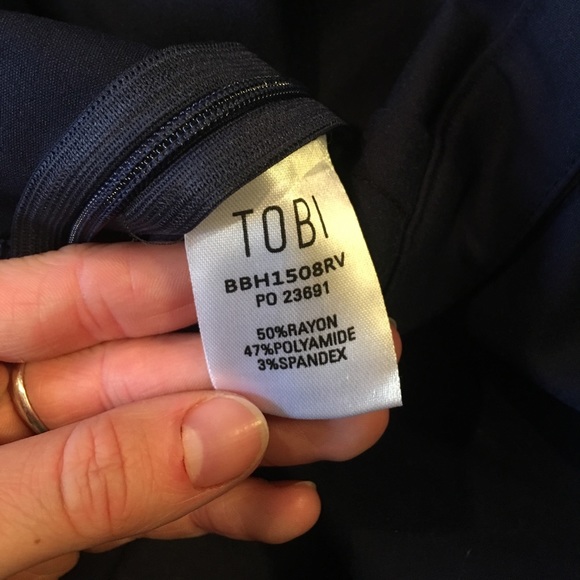 TOBI
BBH1508RV
PO 23691
50%RAYON
47%POLYAMIDE
3%SPANDEX